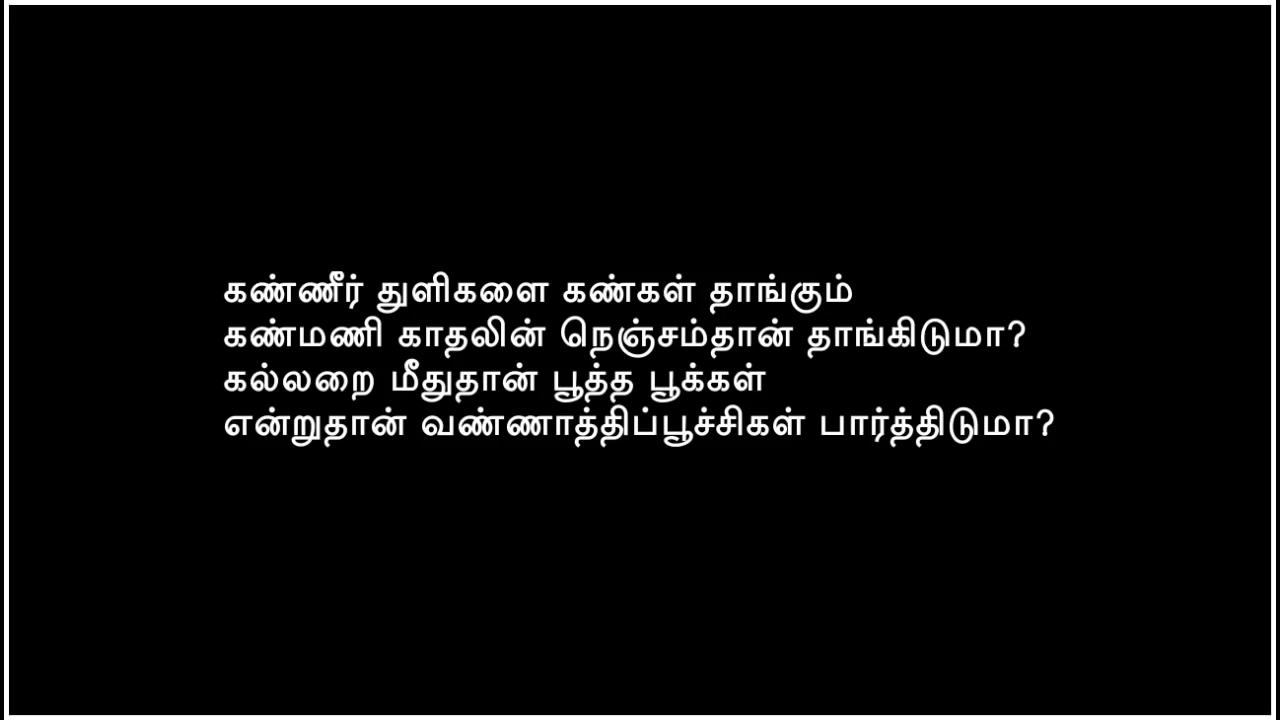 கண்ணீர் துளிகளை கண்கள் தாங்கும்
கண்மணி காதலின் நெஞ்சம்தான் தாங்கிடுமா?
கல்லறை மீதுதான் பூத்த பூக்கள்
என்றுதான் வண்ணாத்திப்பூச்சிகள் பார்த்திடுமா?